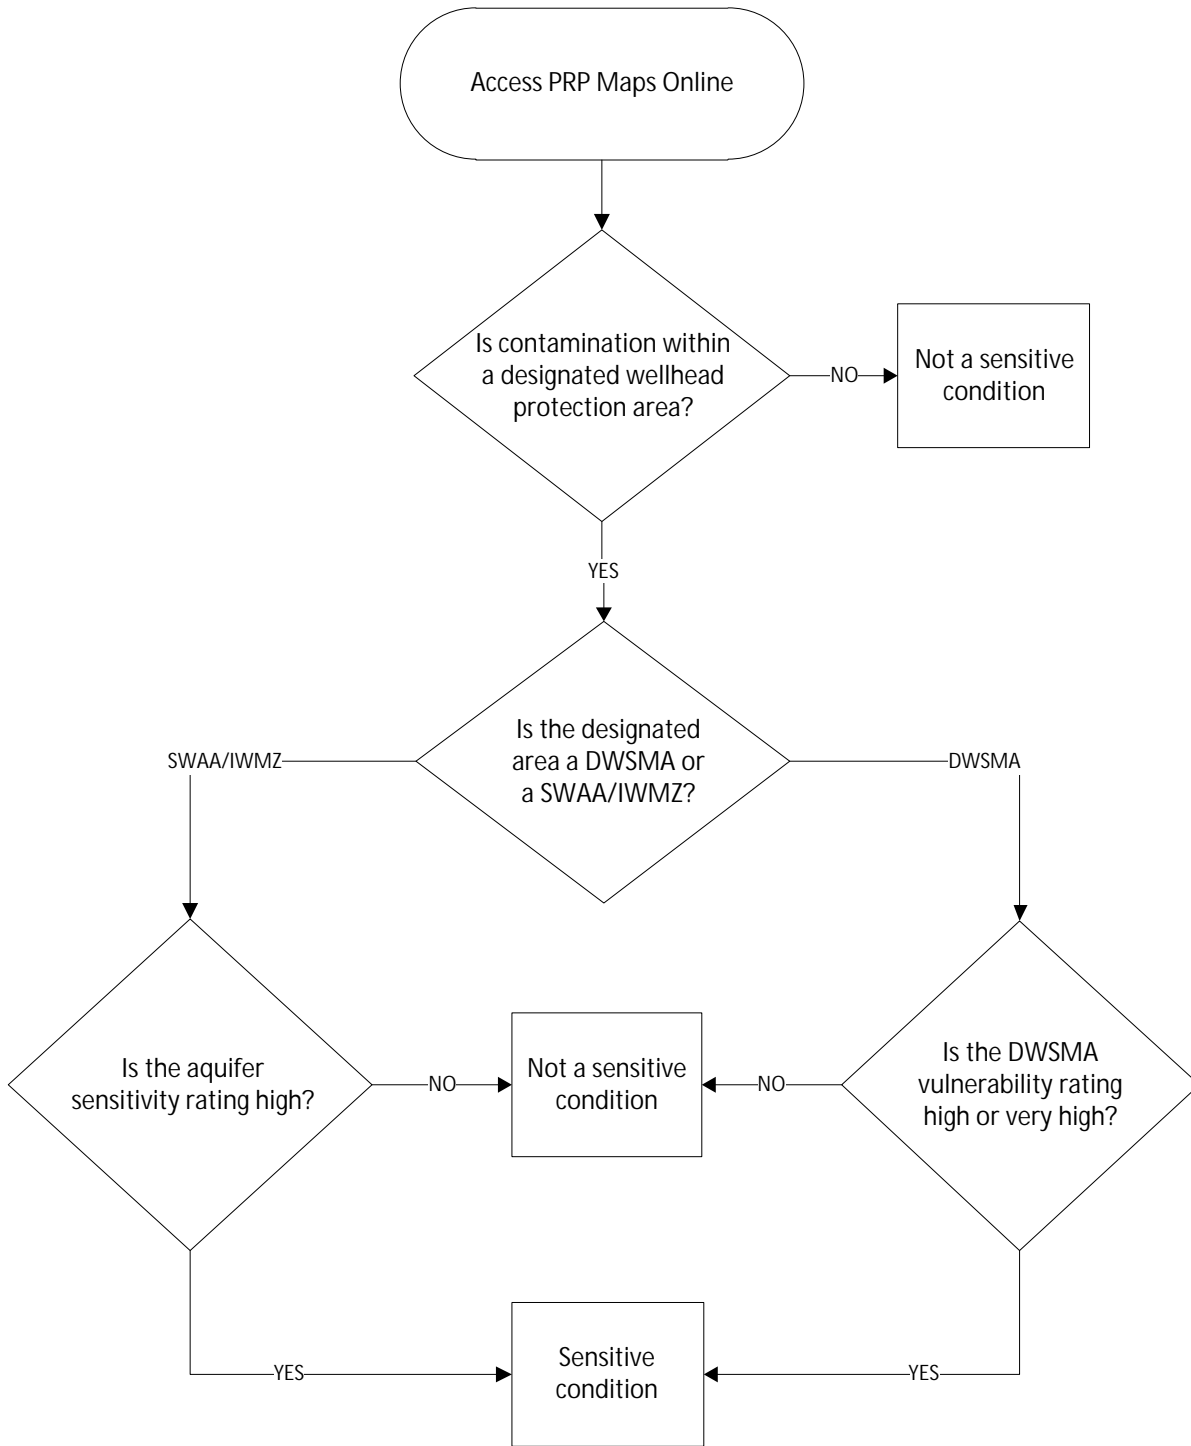 Access PRP Maps Online
Is contamination within
a designated wellhead
protection area?
NO
Not a sensitive
condition
YES
Is the designated
area a DWSMA or
a SWAA/IWMZ?
SWAA/IWMZ
DWSMA
Is the aquifer
sensitivity rating high?
NO
Not a sensitive
condition
NO
Is the DWSMA
vulnerability rating
high or very high?
YES
Sensitive
condition
YES